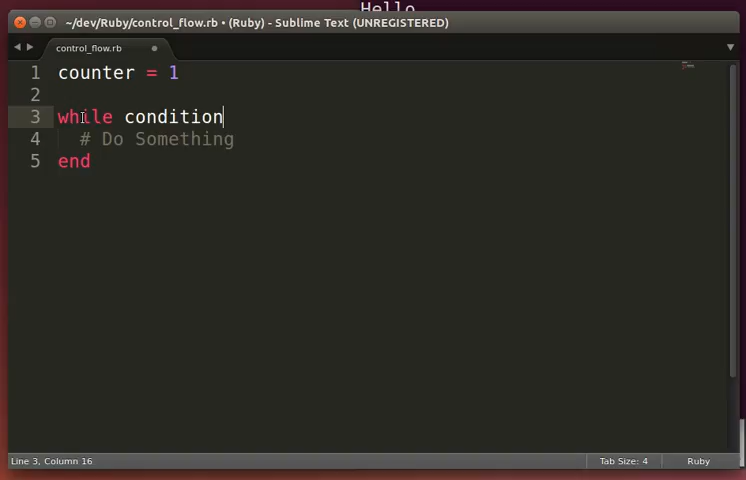 Hello
~/dev/Ruby/control_flow.rb • (Ruby) - Sublime Text (UNREGISTERED)
control_flow.rb
1 counter = 1
2
3 while condition
4 # Do Something
5 end
Line 3, Column 16 Tab Size: 4 Ruby